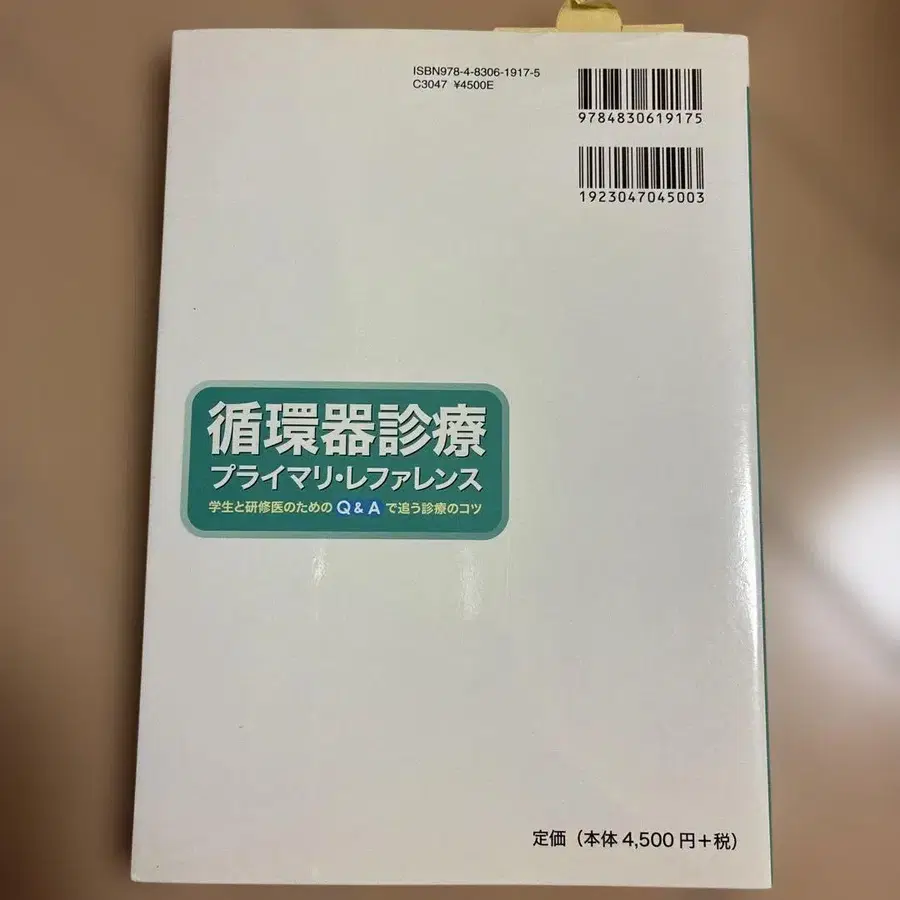 ISBN978-4-8306-1917-5
C3047 ¥4500E
9784830619175
1923047045003
循環器診療
プライマリ・レファレンス
学生と研修医のための Q&A で追う診療のコツ
定価（本体 4,500 円＋税）